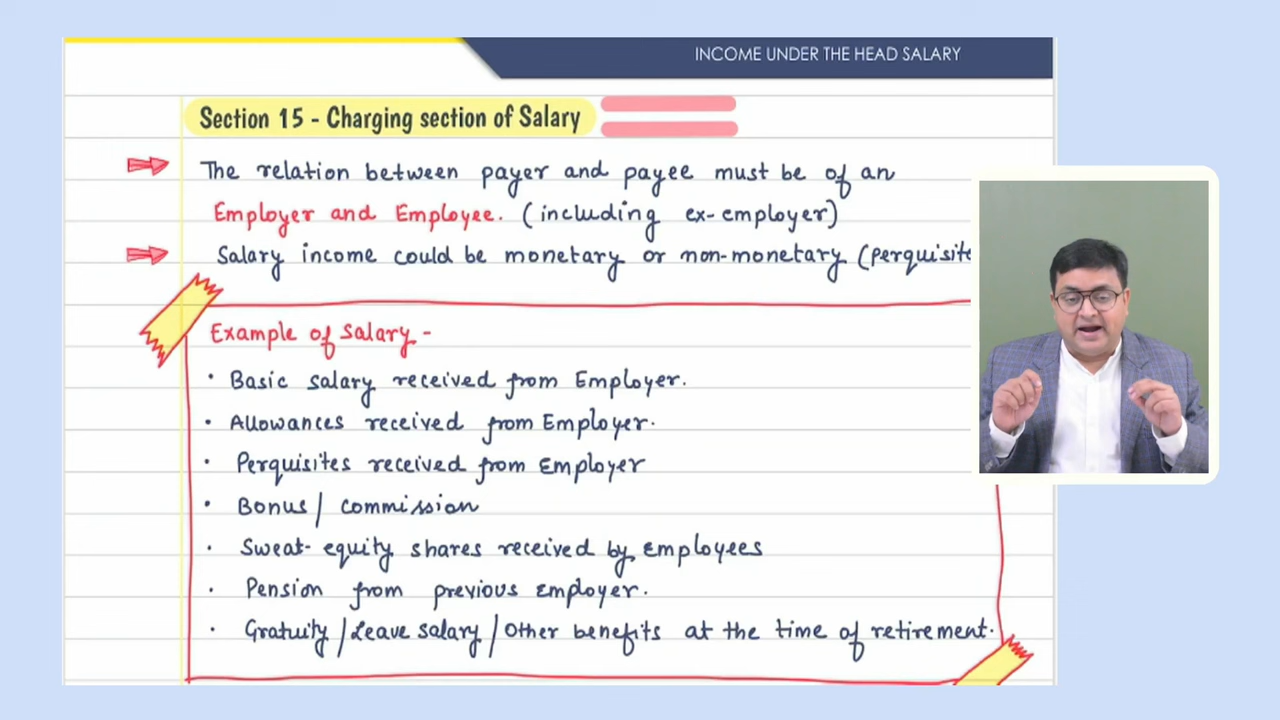 INCOME UNDER THE HEAD SALARY
Section 15 - Charging section of Salary
The relation between payer and payee must be of an
Employer and Employee. (including ex-employer)
Salary income could be monetary or non-monetary (perquisite
Example of salary -
• Basic salary received from Employer.
• Allowances received from Employer.
• Perquisites received from Employer
• Bonus/ commission
• Sweat-equity shares received by employees
• Pension from previous employer.
• Gratuity/Leave salary/Other benefits at the time of retirement.